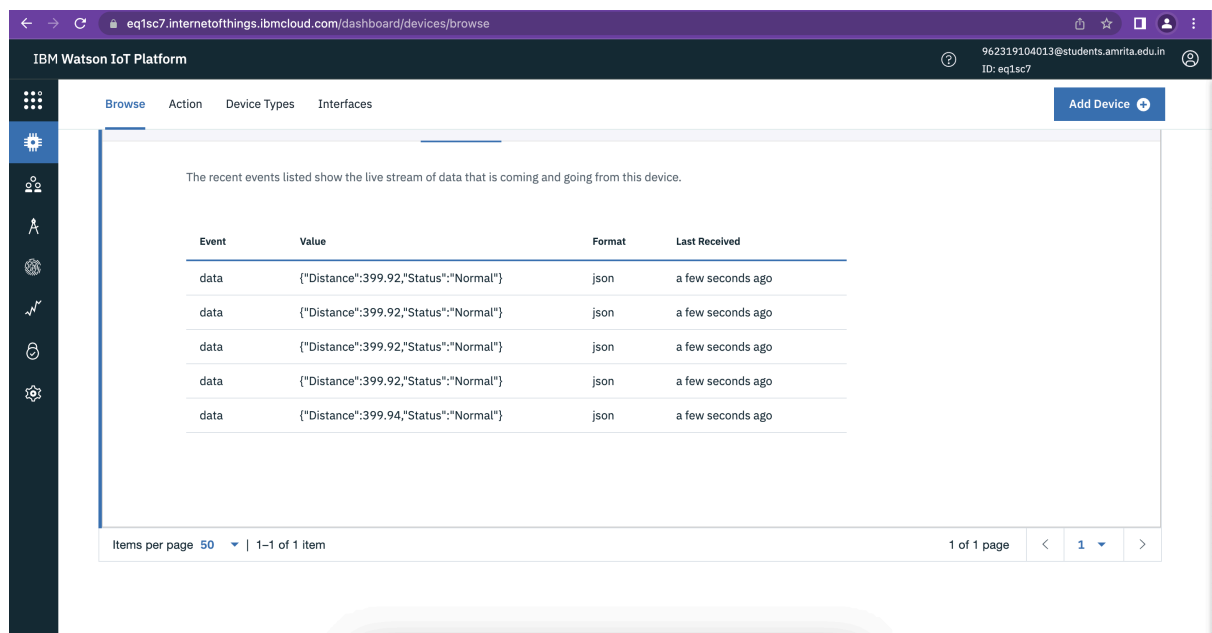 eq1sc7.internetofthings.ibmcloud.com/dashboard/devices/browse
IBM Watson IoT Platform
962319104013@students.amrita.edu.in
ID: eq1sc7
Browse Action Device Types Interfaces Add Device
The recent events listed show the live stream of data that is coming and going from this device.
Event Value Format Last Received
data {"Distance":399.92,"Status":"Normal"} json a few seconds ago
data {"Distance":399.92,"Status":"Normal"} json a few seconds ago
data {"Distance":399.92,"Status":"Normal"} json a few seconds ago
data {"Distance":399.92,"Status":"Normal"} json a few seconds ago
data {"Distance":399.94,"Status":"Normal"} json a few seconds ago
Items per page 50 | 1–1 of 1 item 1 of 1 page 1